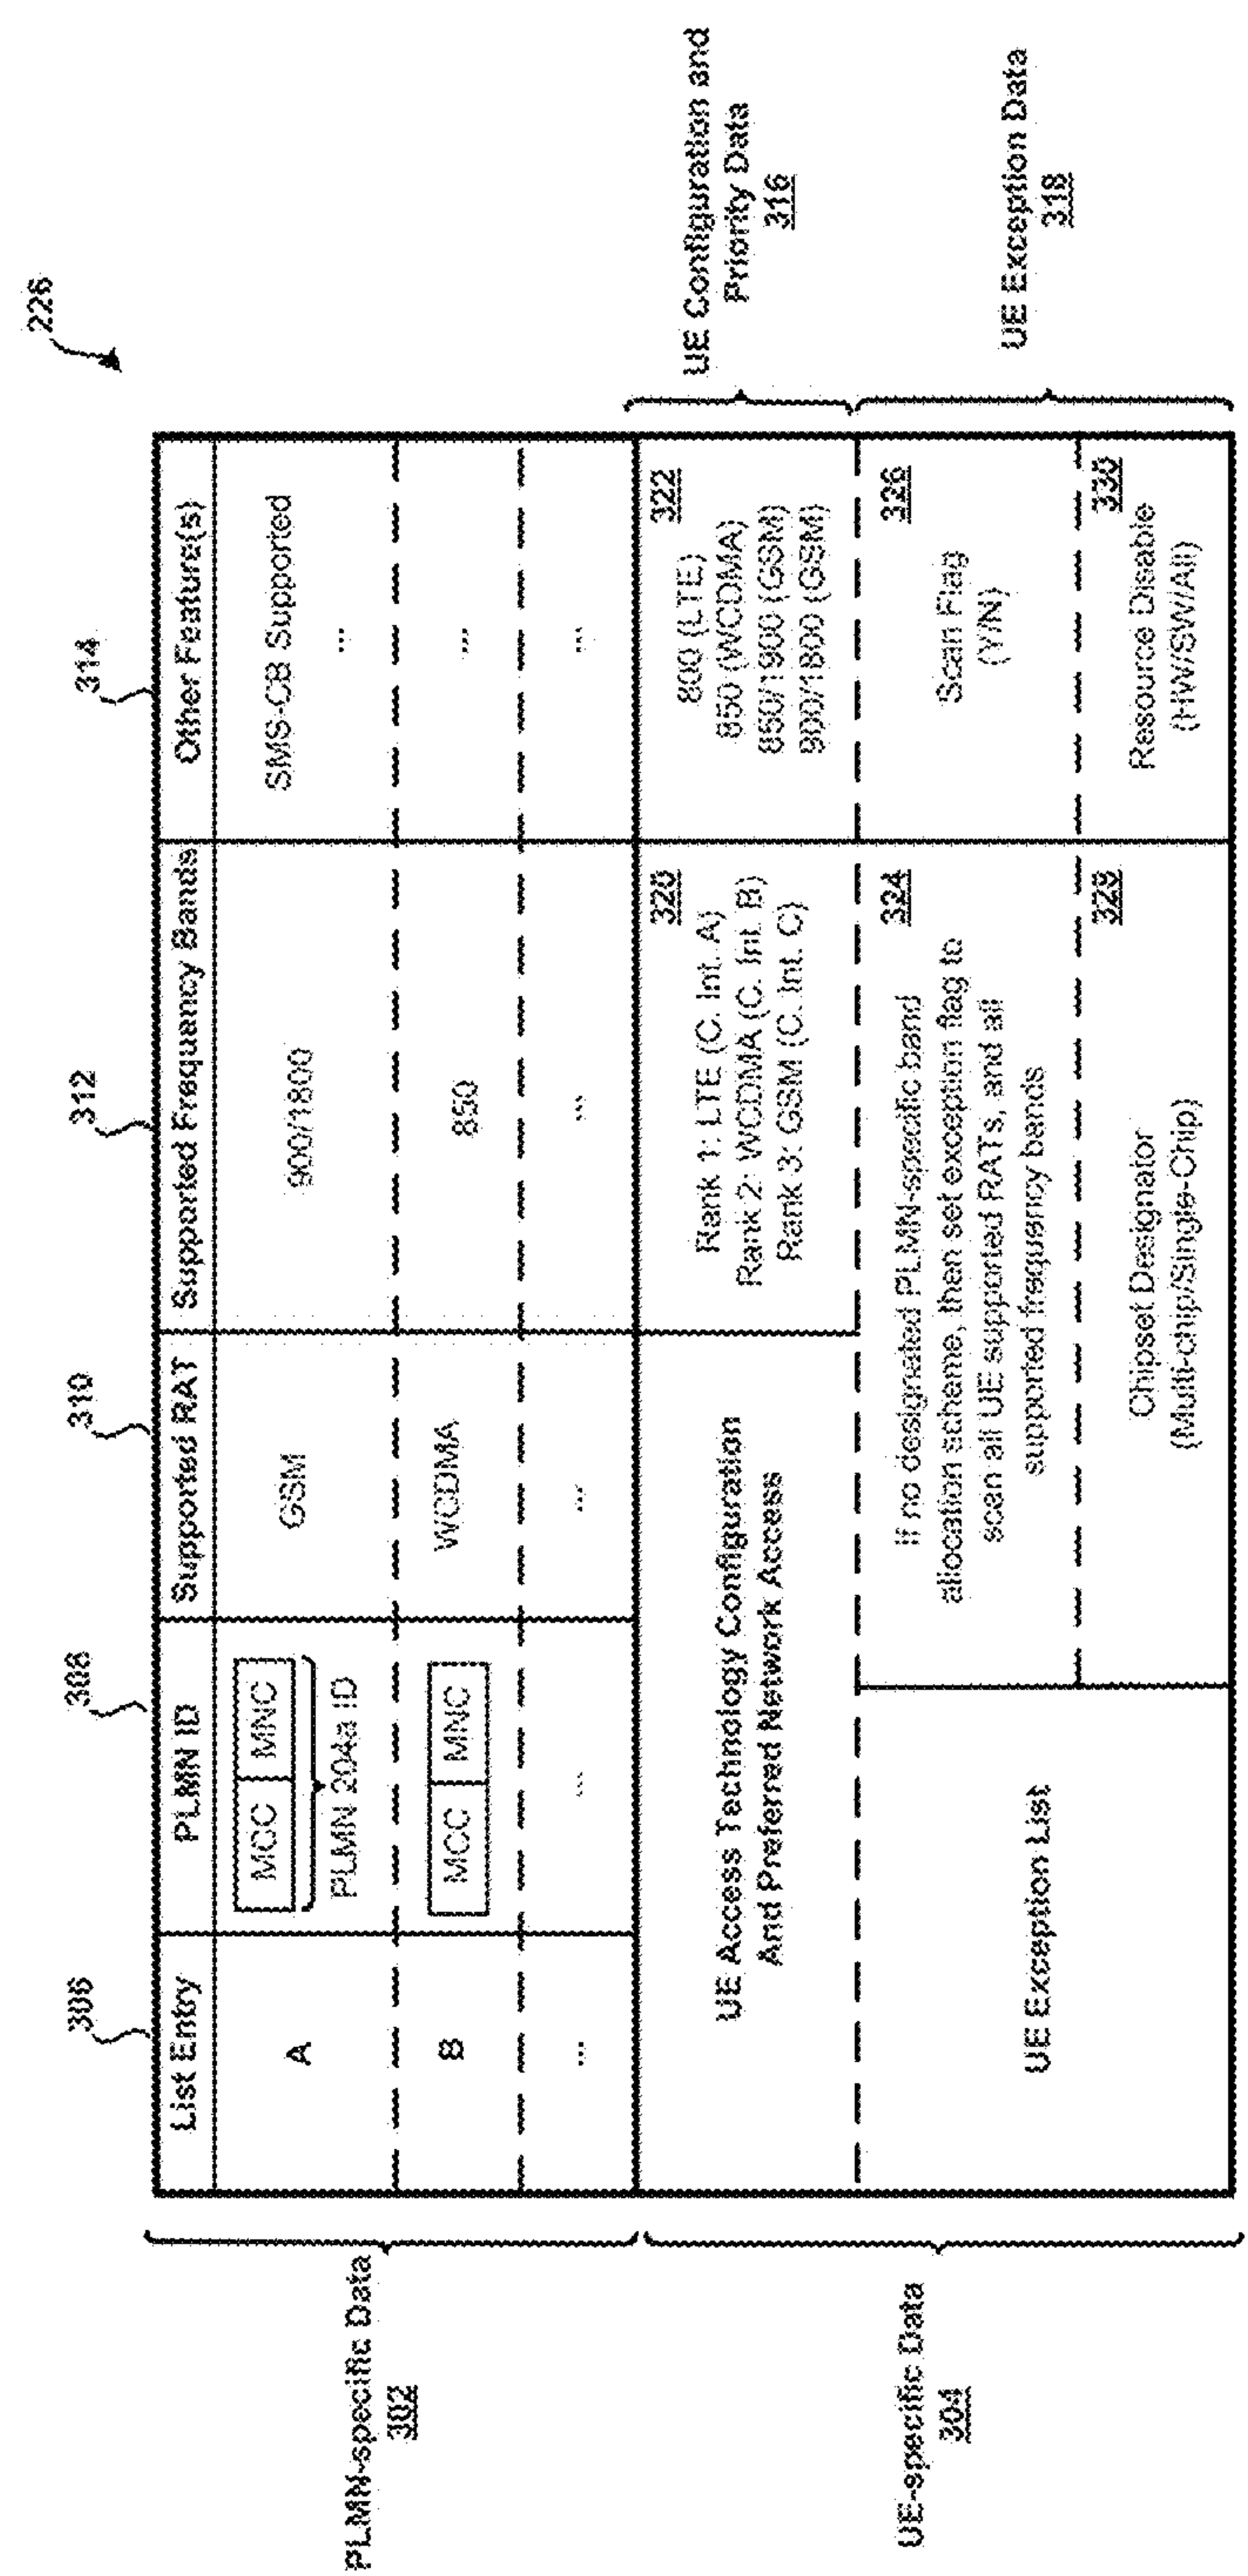 226
306
308
310
312
314
List Entry
PLMN ID
Supported RAT
Supported Frequency Bands
Other Feature(s)
PLMN-specific Data
302
A
MCC
MNC
PLMN 204a ID
GSM
900/1800
SMS-CB Supported
...
B
MCC
MNC
WCDMA
850
...
...
...
...
...
...
UE-specific Data
304
UE Access Technology Configuration
And Preferred Network Access
320
Rank 1: LTE (C. Int. A)
Rank 2: WCDMA (C. Int. B)
Rank 3: GSM (C. Int. C)
322
800 (LTE)
850 (WCDMA)
850/1900 (GSM)
900/1800 (GSM)
UE Configuration and
Priority Data
316
UE Exception List
324
If no designated PLMN-specific band
allocation scheme, then set exception flag to
scan all UE supported RATs, and all
supported frequency bands
326
Scan Flag
(Y/N)
UE Exception Data
318
328
Chipset Designator
(Multi-chip/Single-Chip)
330
Resource Disable
(HW/SW/All)